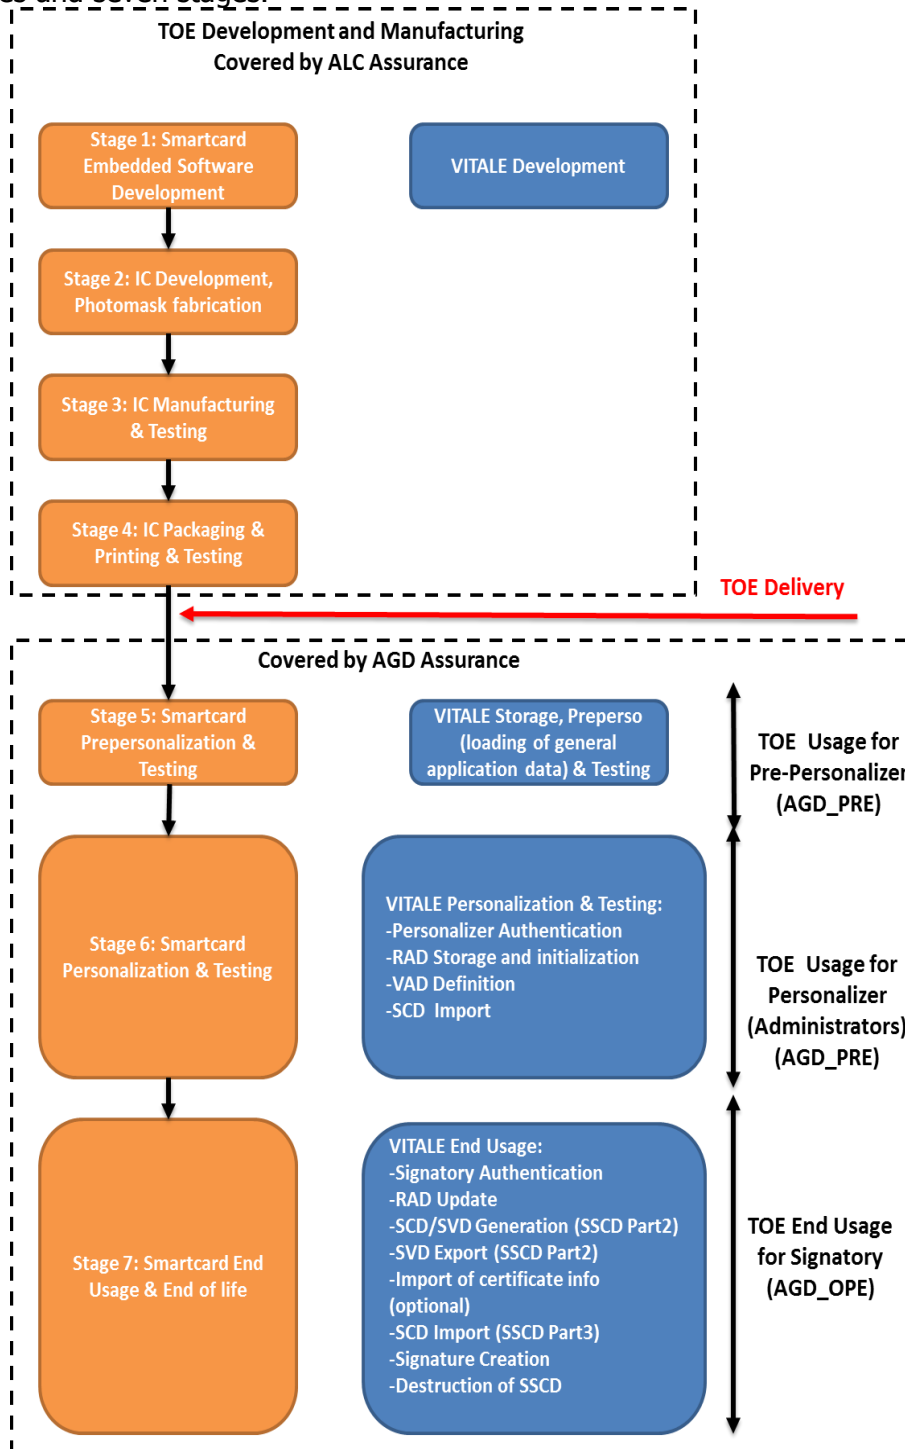 es and seven stages.
TOE Development and Manufacturing
Covered by ALC Assurance
Stage 1: Smartcard
Embedded Software
Development
VITALE Development
Stage 2: IC Development,
Photomask fabrication
Stage 3: IC Manufacturing
& Testing
Stage 4: IC Packaging &
Printing & Testing
TOE Delivery
Covered by AGD Assurance
Stage 5: Smartcard
Prepersonalization &
Testing
VITALE Storage, Preperso
(loading of general
application data) & Testing
TOE Usage for
Pre-Personalizer
(AGD_PRE)
Stage 6: Smartcard
Personalization & Testing
VITALE Personalization & Testing:
-Personalizer Authentication
-RAD Storage and initialization
-VAD Definition
-SCD Import
TOE Usage for
Personalizer
(Administrators)
(AGD_PRE)
Stage 7: Smartcard End
Usage & End of life
VITALE End Usage:
-Signatory Authentication
-RAD Update
-SCD/SVD Generation (SSCD Part2)
-SVD Export (SSCD Part2)
-Import of certificate info
(optional)
-SCD Import (SSCD Part3)
-Signature Creation
-Destruction of SSCD
TOE End Usage
for Signatory
(AGD_OPE)